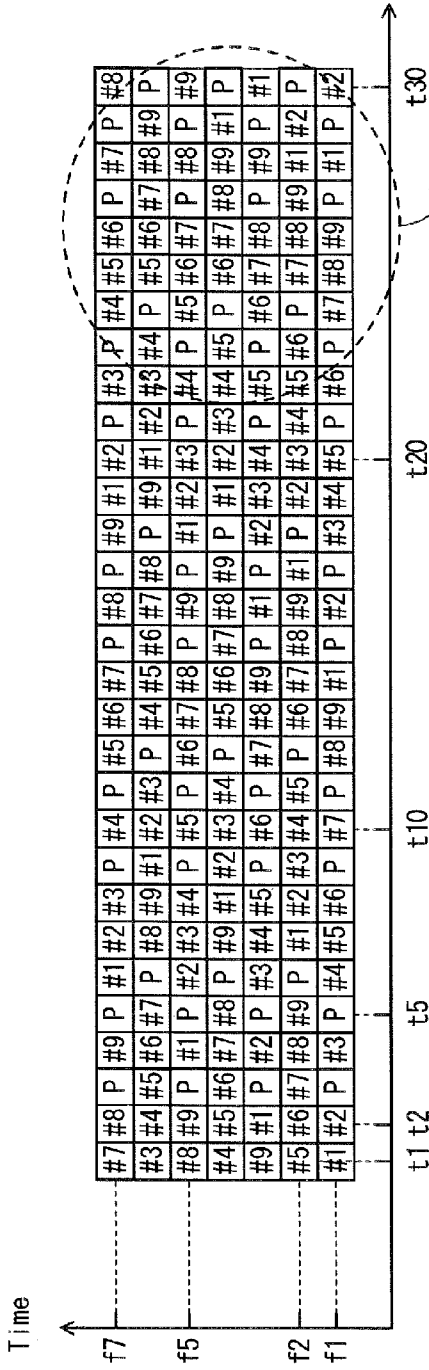 Time
f7 #7 #8 P #9 P #1 #2 #3 P #4 P #5 #6 #7 P #8 P #9 #1 #2 P #3 P #4 #5 #6 P #7 P #8
#3 #4 #5 #6 #7 P #8 #9 #1 #2 #3 P #4 #5 #6 #7 #8 P #9 #1 #2 #3 #4 P #5 #6 #7 #8 #9 P
f5 #8 #9 P #1 P #2 #3 #4 P #5 P #6 #7 #8 P #9 P #1 #2 #3 P #4 P #5 #6 #7 P #8 P #9
#4 #5 #6 #7 #8 P #9 #1 #2 #3 #4 P #5 #6 #7 #8 #9 P #1 #2 #3 #4 #5 P #6 #7 #8 #9 #1 P
#9 #1 P #2 P #3 #4 #5 P #6 P #7 #8 #9 P #1 P #2 #3 #4 P #5 P #6 #7 #8 P #9 P #1
f2 #5 #6 #7 #8 #9 P #1 #2 #3 #4 #5 P #6 #7 #8 #9 #1 P #2 #3 #4 #5 #6 P #7 #8 #9 #1 #2 P
f1 #1 #2 P #3 P #4 #5 #6 P #7 P #8 #9 #1 P #2 P #3 #4 #5 P #6 P #7 #8 #9 P #1 P #2
t1 t2 t5 t10 t20 t30